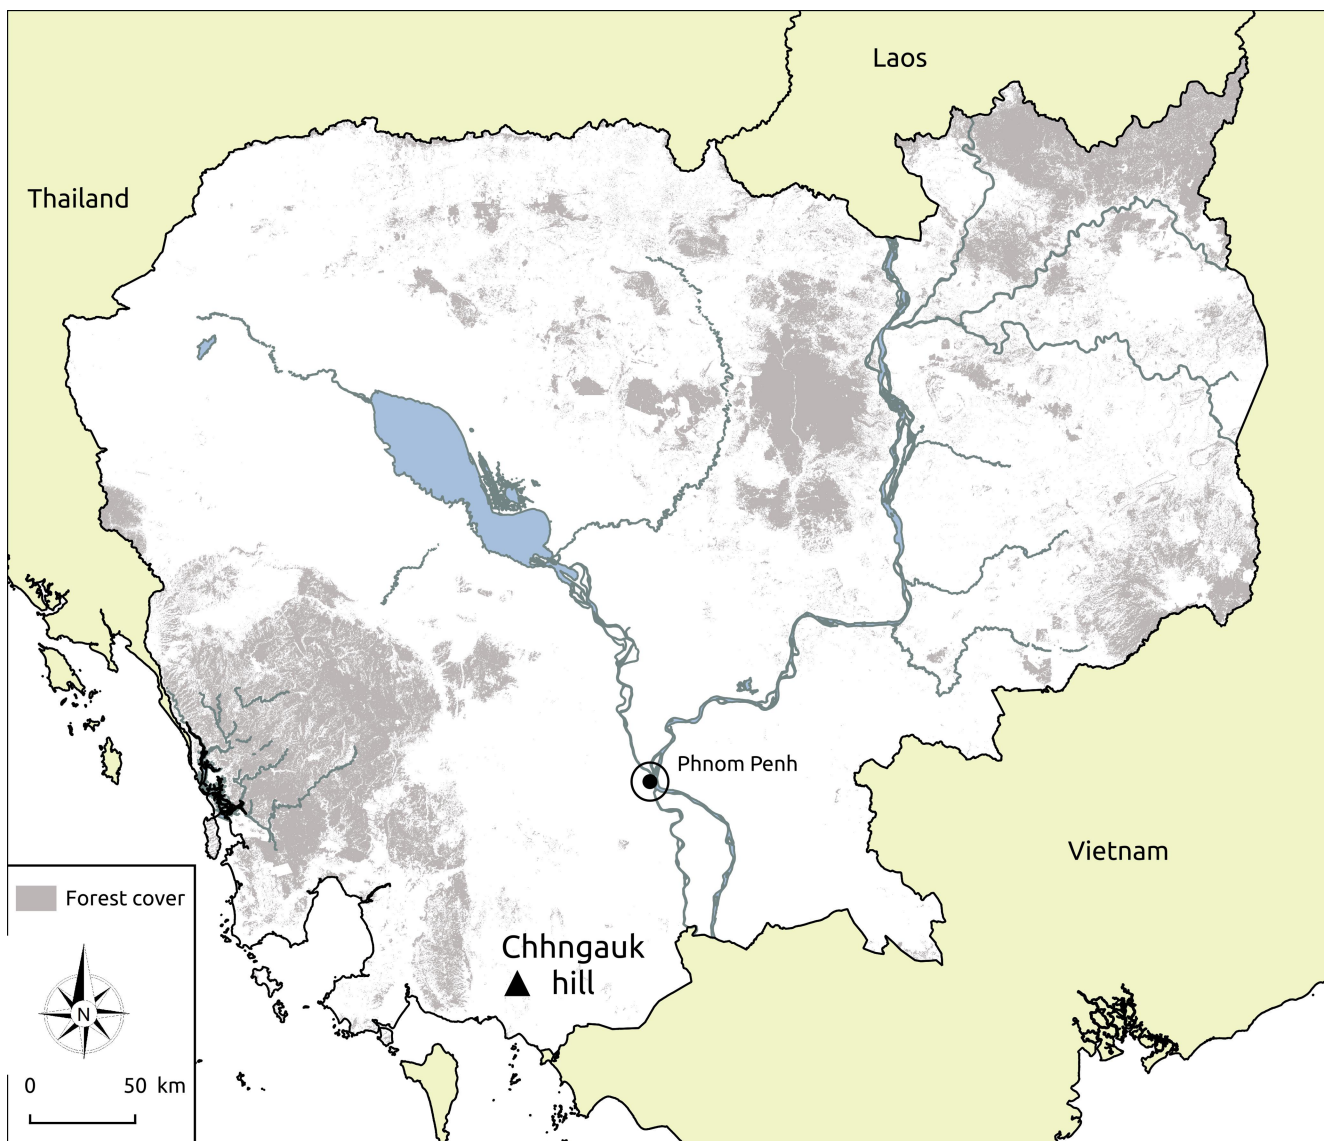 Laos
Thailand
Phnom Penh
Vietnam
Forest cover
Chhngauk
hill
N
0 50 km